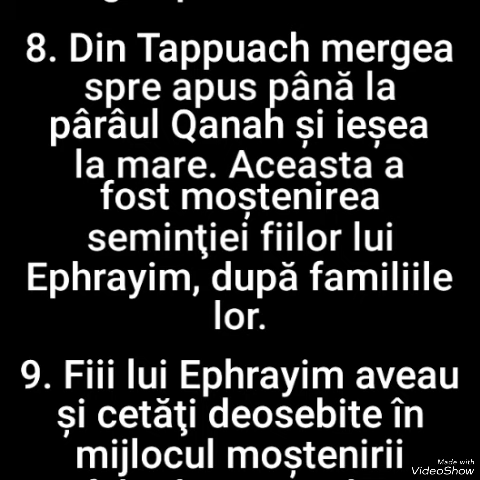 8. Din Tappuach mergea
spre apus până la
pârâul Qanah și ieșea
la mare. Aceasta a
fost moștenirea
seminţiei fiilor lui
Ephrayim, după familiile
lor.
9. Fiii lui Ephrayim aveau
și cetăţi deosebite în
mijlocul moștenirii
Made with
VideoShow